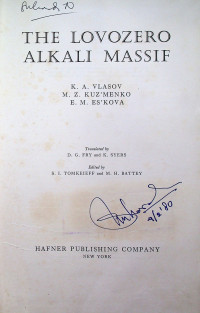 THE LOVOZERO
ALKALI MASSIF
K. A. VLASOV
M. Z. KUZ'MENKO
E. M. ES'KOVA
Translated by
D. G. FRY and K. SYERS
Edited by
S. I. TOMKEIEFF and M. H. BATTEY
HAFNER PUBLISHING COMPANY
NEW YORK